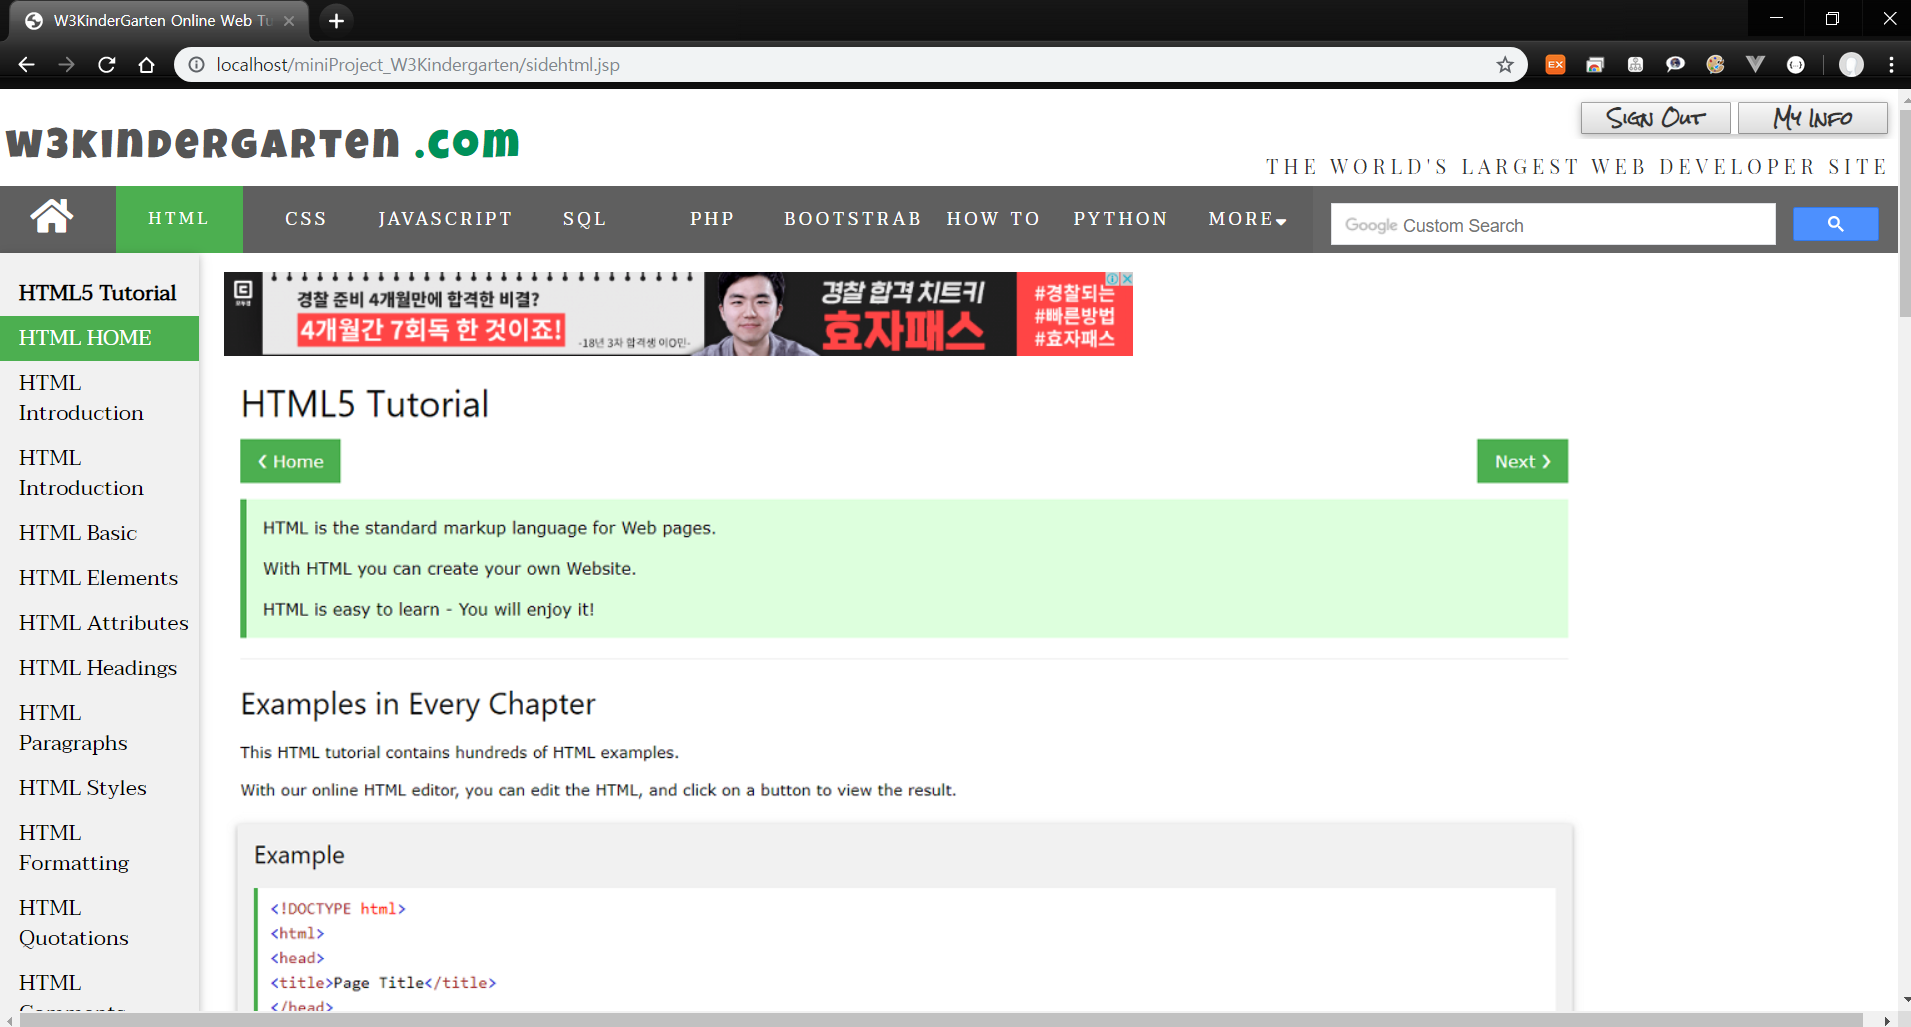 W3KinderGarten Online Web Tu
localhost/miniProject_W3Kindergarten/sidehtml.jsp
EX
w3KinderGarten .com
Sign Out
My Info
THE WORLD'S LARGEST WEB DEVELOPER SITE
HTML
CSS
JAVASCRIPT
SQL
PHP
BOOTSTRAB
HOW TO
PYTHON
MORE
Google Custom Search
HTML5 Tutorial
HTML HOME
HTML
Introduction
HTML
Introduction
HTML Basic
HTML Elements
HTML Attributes
HTML Headings
HTML
Paragraphs
HTML Styles
HTML
Formatting
HTML
Quotations
HTML
Comments
경찰 준비 4개월만에 합격한 비결?
4개월간 7회독 한 것이죠!
-18년 3차 합격생 이O민-
경찰 합격 치트키
효자패스
#경찰되는
#빠른방법
#효자패스
HTML5 Tutorial
❮ Home
Next ❯
HTML is the standard markup language for Web pages.
With HTML you can create your own Website.
HTML is easy to learn - You will enjoy it!
Examples in Every Chapter
This HTML tutorial contains hundreds of HTML examples.
With our online HTML editor, you can edit the HTML, and click on a button to view the result.
Example
<!DOCTYPE html>
<html>
<head>
<title>Page Title</title>
</head>